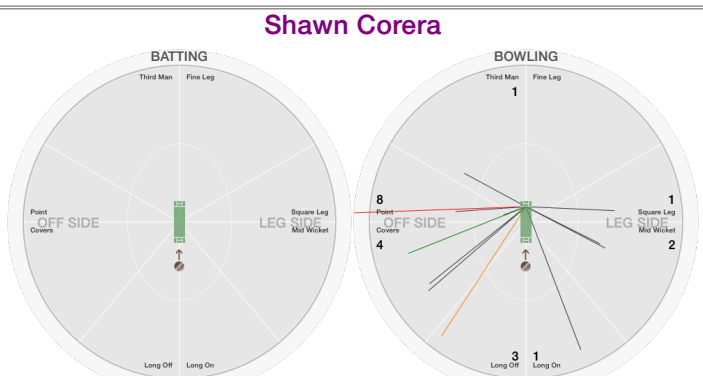 Shawn Corera
BATTING
Third Man Fine Leg
Point
Covers
OFF SIDE
LEG SIDE
Square Leg
Mid Wicket
Long Off Long On
BOWLING
Third Man Fine Leg
1
8
Point
Covers
OFF SIDE
4
1
Square Leg
LEG SIDE
Mid Wicket
2
3 1
Long Off Long On